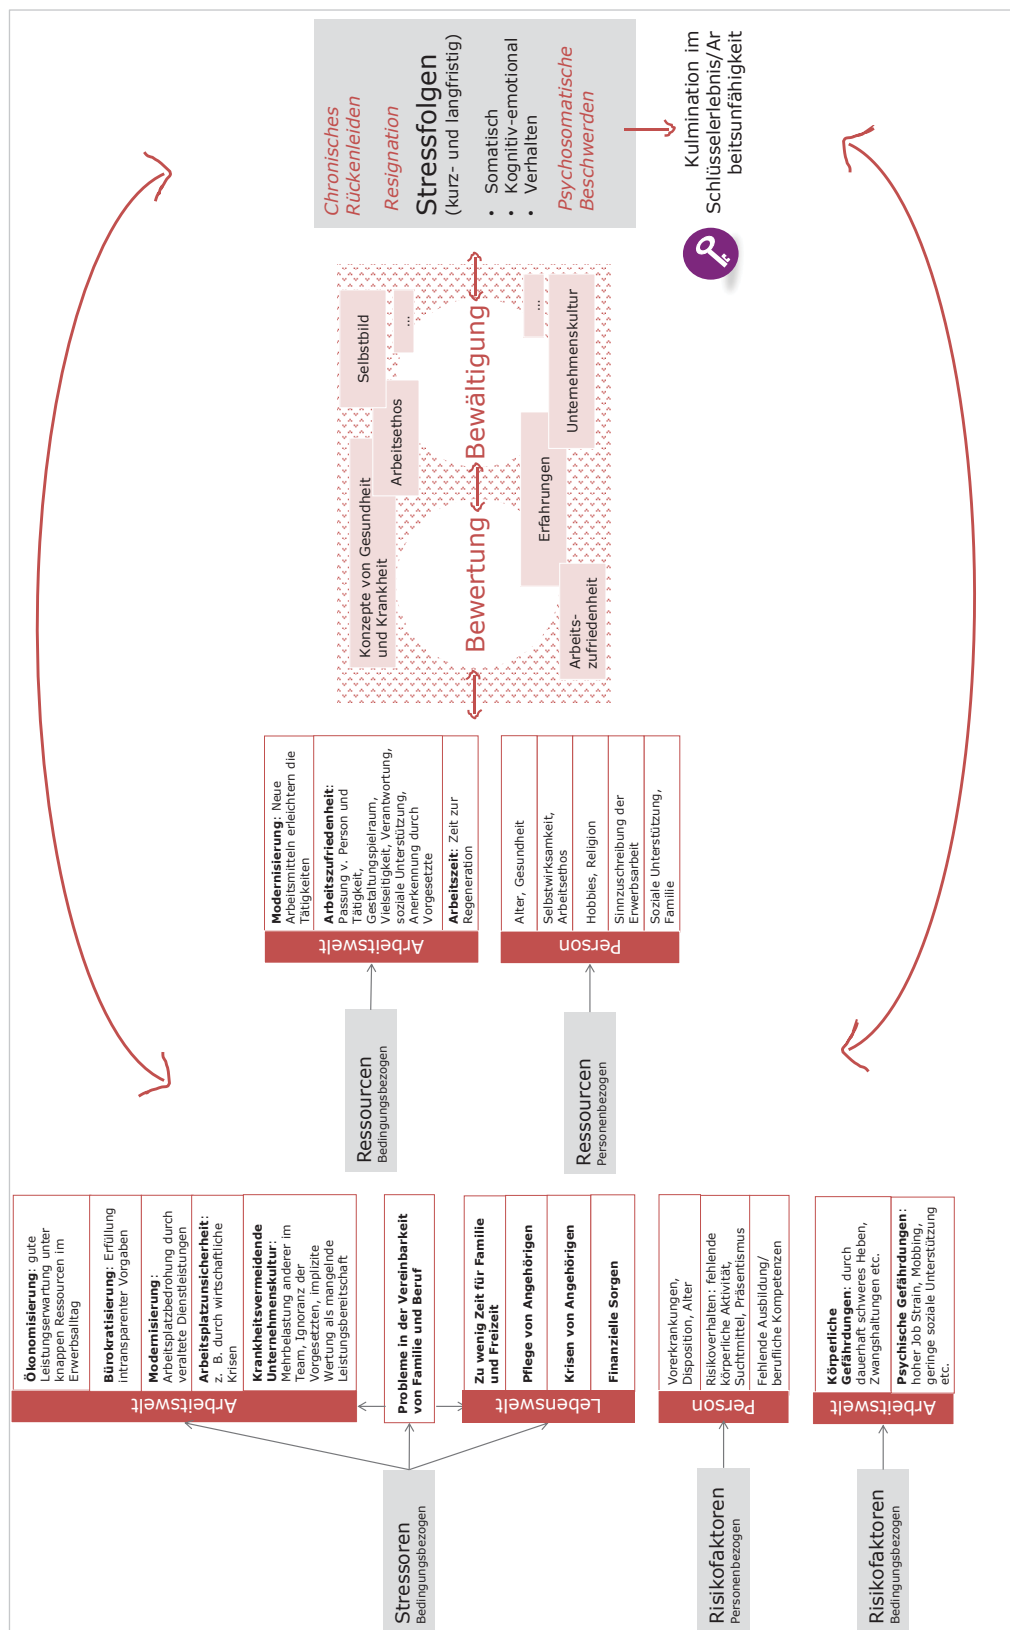 Stressoren
Bedingungsbezogen
Arbeitswelt
Ökonomisierung: gute
Leistungserwartung unter
knappen Ressourcen im
Erwerbsalltag
Bürokratisierung: Erfüllung
intransparenter Vorgaben
Modernisierung:
Arbeitsplatzbedrohung durch
veraltete Dienstleistungen
Arbeitsplatzunsicherheit:
z. B. durch wirtschaftliche
Krisen
Krankheitsvermeidende
Unternehmenskultur:
Mehrbelastung anderer im
Team, Ignoranz der
Vorgesetzten, implizite
Wertung als mangelnde
Leistungsbereitschaft
Probleme in der Vereinbarkeit
von Familie und Beruf
Lebenswelt
Zu wenig Zeit für Familie
und Freizeit
Pflege von Angehörigen
Krisen von Angehörigen
Finanzielle Sorgen
Risikofaktoren
Personenbezogen
Person
Vorerkrankungen,
Disposition, Alter
Risikoverhalten: fehlende
körperliche Aktivität,
Suchtmittel, Präsentismus
Fehlende Ausbildung/
berufliche Kompetenzen
Risikofaktoren
Bedingungsbezogen
Arbeitswelt
Körperliche
Gefährdungen: durch
dauerhaft schweres Heben,
Zwangshaltungen etc.
Psychische Gefährdungen:
hoher Job Strain, Mobbing,
geringe soziale Unterstützung
etc.
Ressourcen
Bedingungsbezogen
Arbeitswelt
Modernisierung: Neue
Arbeitsmitteln erleichtern die
Tätigkeiten
Arbeitszufriedenheit:
Passung v. Person und
Tätigkeit,
Gestaltungspielraum,
Vielseitigkeit, Verantwortung,
soziale Unterstützung,
Anerkennung durch
Vorgesetzte
Arbeitszeit: Zeit zur
Regeneration
Ressourcen
Personenbezogen
Person
Alter, Gesundheit
Selbstwirksamkeit,
Arbeitsethos
Hobbies, Religion
Sinnzuschreibung der
Erwerbsarbeit
Soziale Unterstützung,
Familie
Konzepte von Gesundheit
und Krankheit
Arbeitsethos
Selbstbild
...
Bewertung
Bewältigung
Arbeits-
zufriedenheit
Erfahrungen
Unternehmenskultur
...
Chronisches
Rückenleiden
Resignation
Stressfolgen
(kurz- und langfristig)
• Somatisch
• Kognitiv-emotional
• Verhalten
Psychosomatische
Beschwerden
Kulmination im
Schlüsselerlebnis/Ar
beitsunfähigkeit